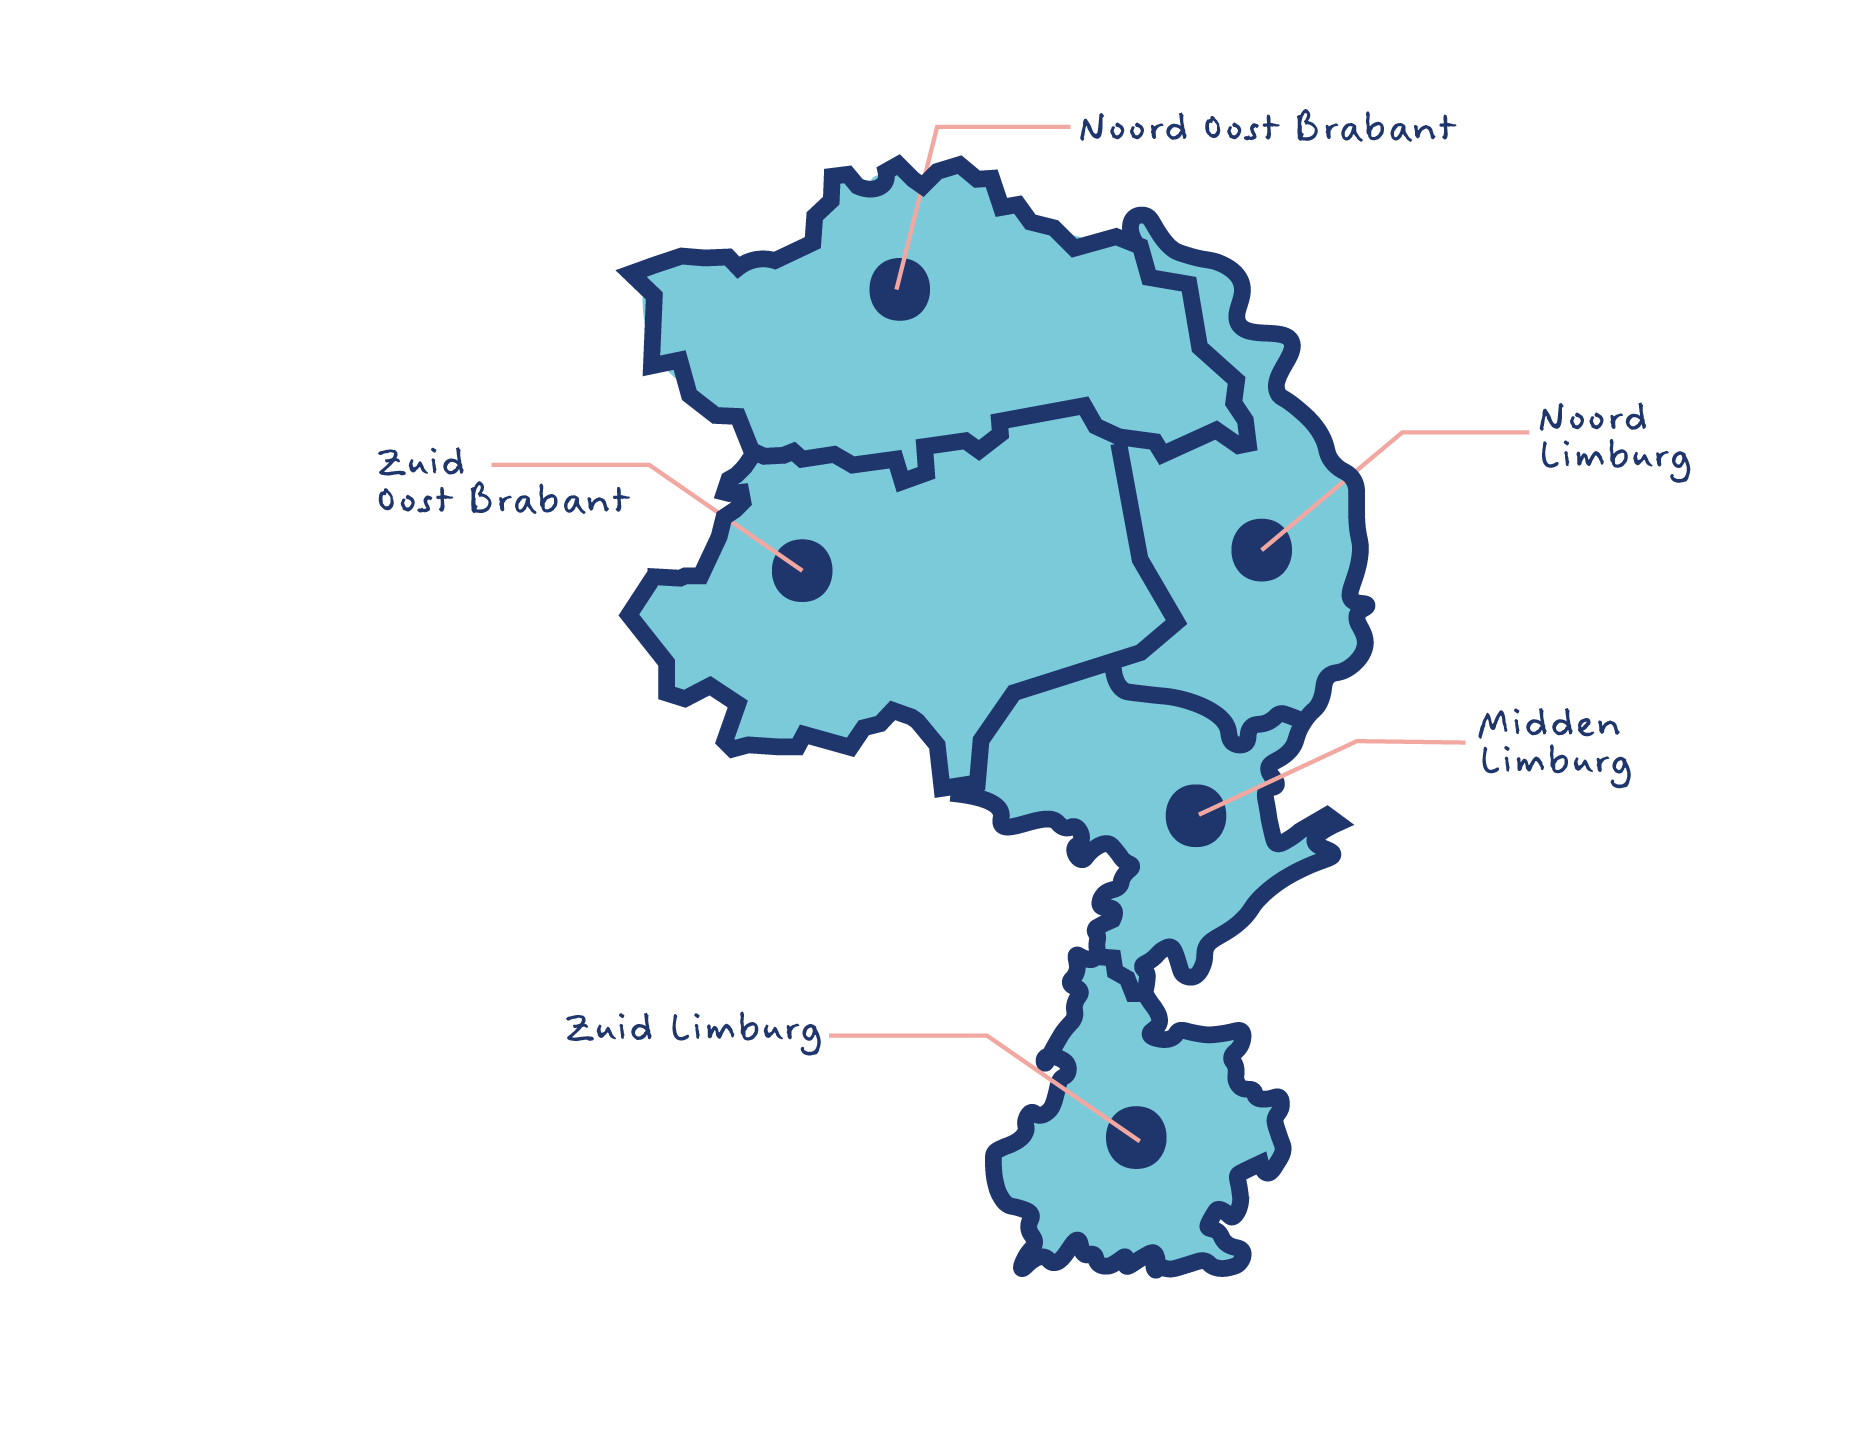 Noord Oost Brabant
Noord
Limburg
Zuid
Oost Brabant
Midden
Limburg
Zuid Limburg